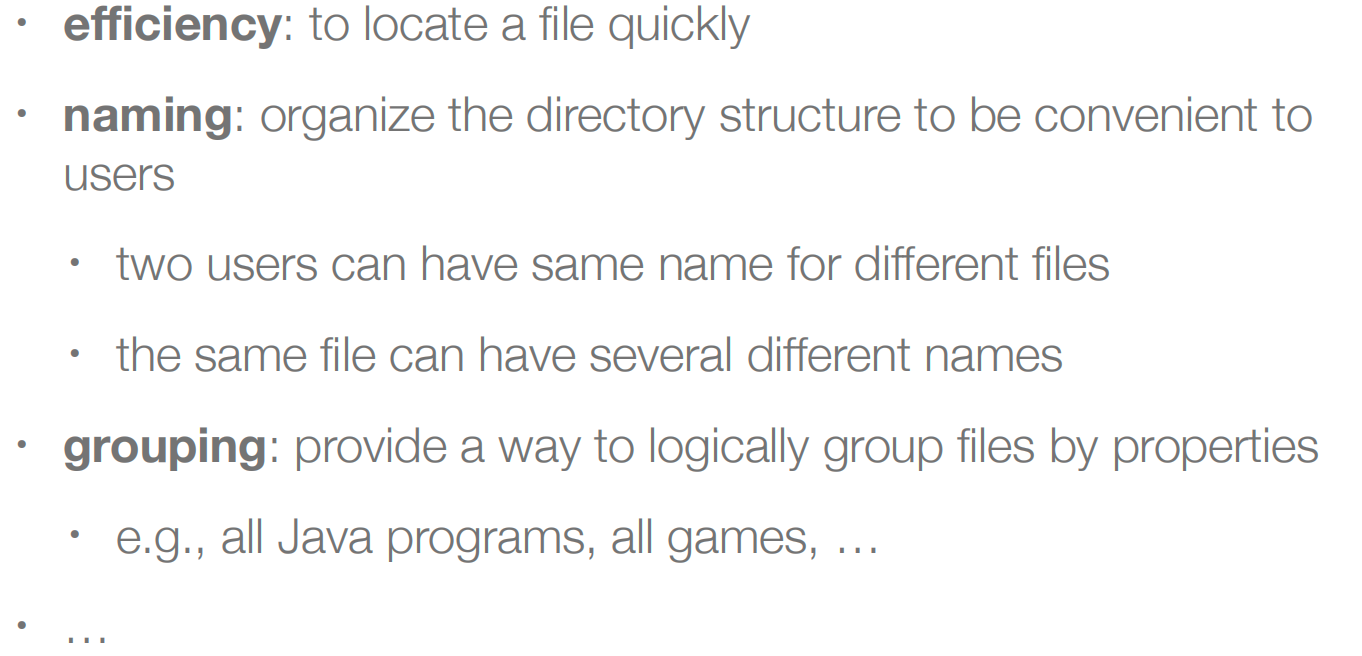 • efficiency: to locate a file quickly
• naming: organize the directory structure to be convenient to
users
• two users can have same name for different files
• the same file can have several different names
• grouping: provide a way to logically group files by properties
• e.g., all Java programs, all games, …
• …